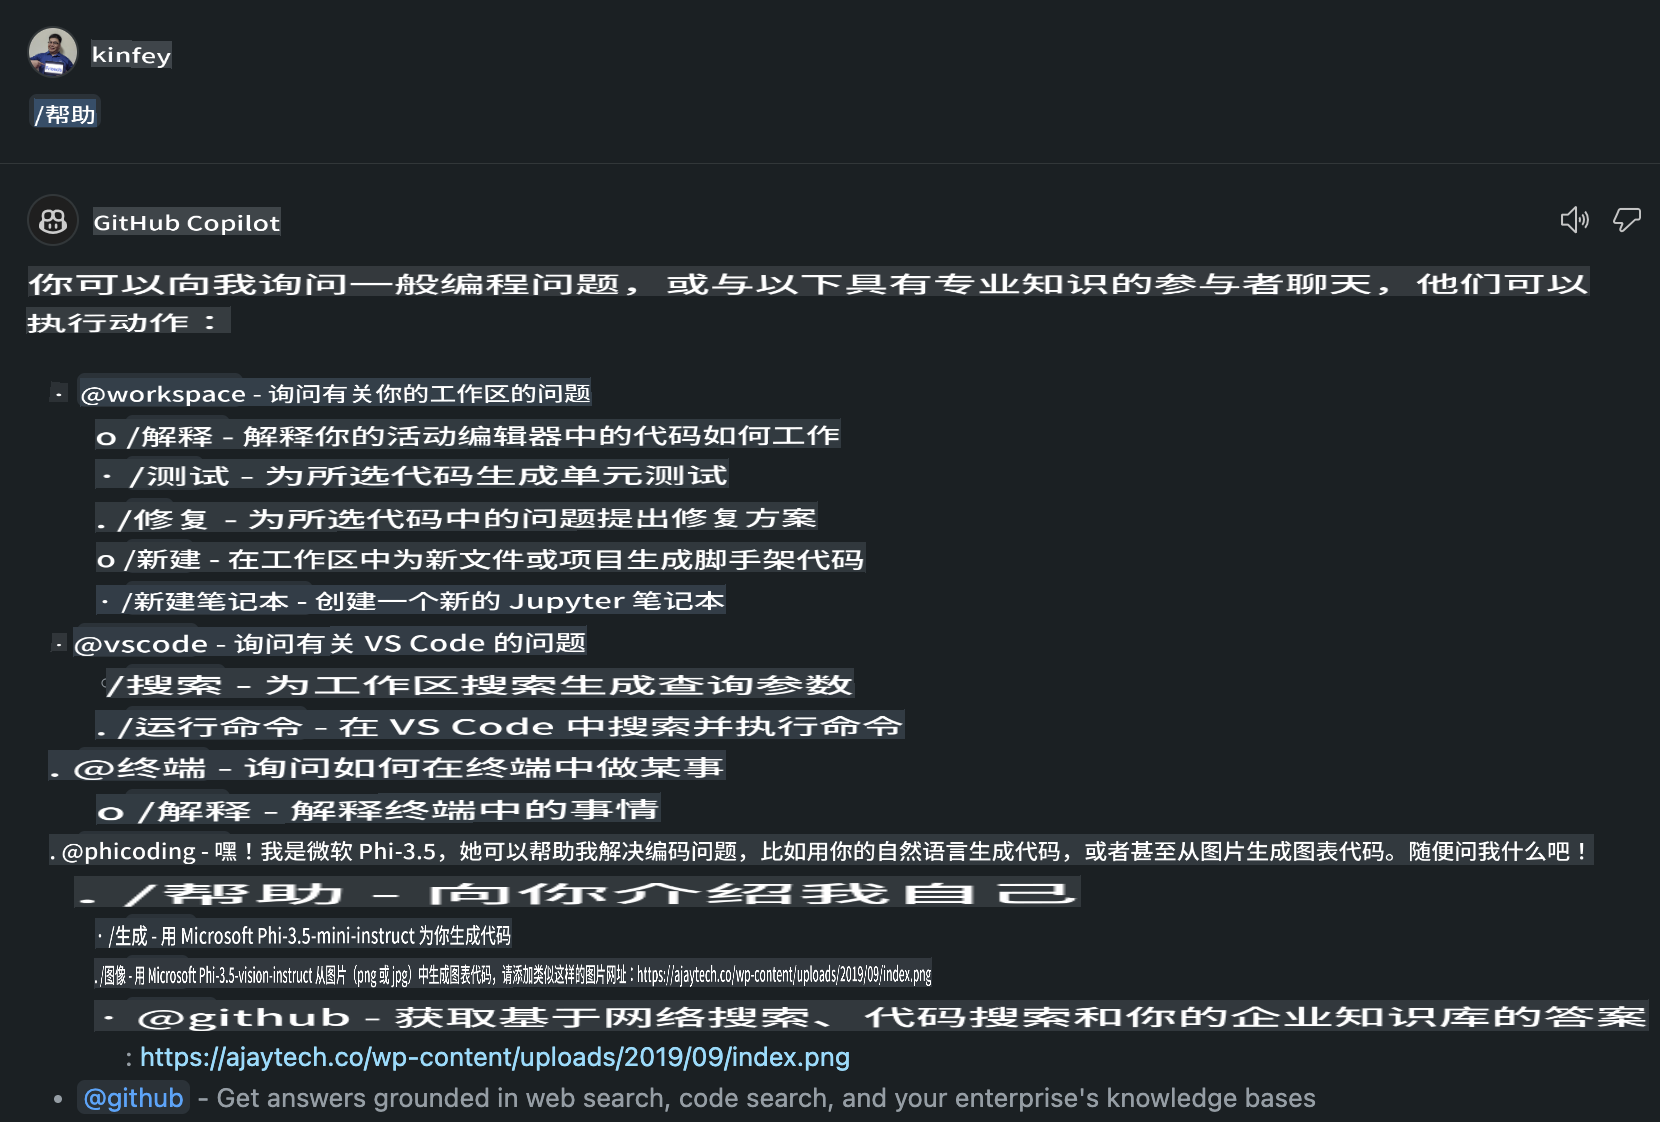 kinfey
/帮助
GitHub Copilot
你可以向我询问一般编程问题，或与以下具有专业知识的参与者聊天，他们可以
执行动作：
· @workspace - 询问有关你的工作区的问题
o /解释 - 解释你的活动编辑器中的代码如何工作
· /测试 - 为所选代码生成单元测试
. /修复 - 为所选代码中的问题提出修复方案
o /新建 - 在工作区中为新文件或项目生成脚手架代码
· /新建笔记本 - 创建一个新的 Jupyter 笔记本
· @vscode - 询问有关 VS Code 的问题
/搜索 - 为工作区搜索生成查询参数
. /运行命令 - 在 VS Code 中搜索并执行命令
. @终端 - 询问如何在终端中做某事
o /解释 - 解释终端中的事情
. @phicoding - 嘿！我是微软 Phi-3.5，她可以帮助我解决编码问题，比如用你的自然语言生成代码，或者甚至从图片生成图表代码。随便问我什么吧！
. /帮助 - 向你介绍我自己
· /生成 - 用 Microsoft Phi-3.5-mini-instruct 为你生成代码
. /图像 - 用 Microsoft Phi-3.5-vision-instruct 从图片（png 或 jpg）中生成图表代码，请添加类似这样的图片网址：https://ajaytech.co/wp-content/uploads/2019/09/index.png
· @github - 获取基于网络搜索、代码搜索和你的企业知识库的答案
: https://ajaytech.co/wp-content/uploads/2019/09/index.png
• @github - Get answers grounded in web search, code search, and your enterprise's knowledge bases